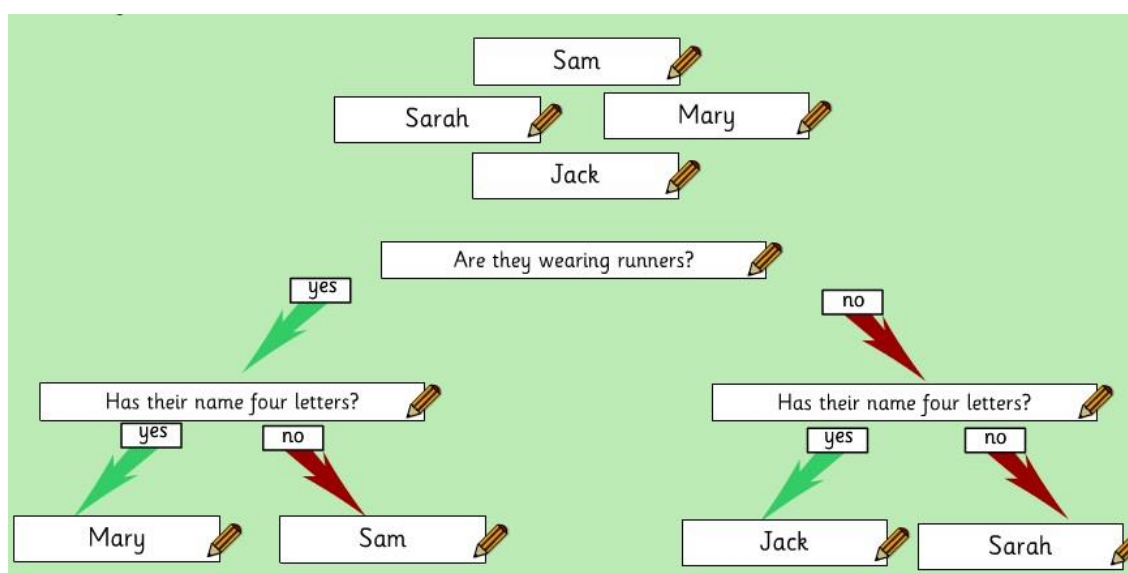 Sam
Sarah
Mary
Jack
Are they wearing runners?
yes
no
Has their name four letters?
Has their name four letters?
yes
no
yes
no
Mary
Sam
Jack
Sarah